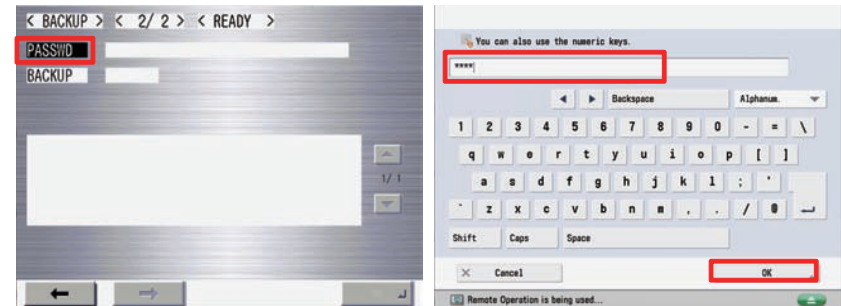 < BACKUP > < 2/ 2 > < READY >
PASSWD
BACKUP
1/ 1
You can also use the numeric keys.
****
Backspace Alphanum.
1 2 3 4 5 6 7 8 9 0 - = \
q w e r t y u i o p [ ]
a s d f g h j k l ; '
` z x c v b n m , . / @
Shift Caps Space
× Cancel OK
Remote Operation is being used...